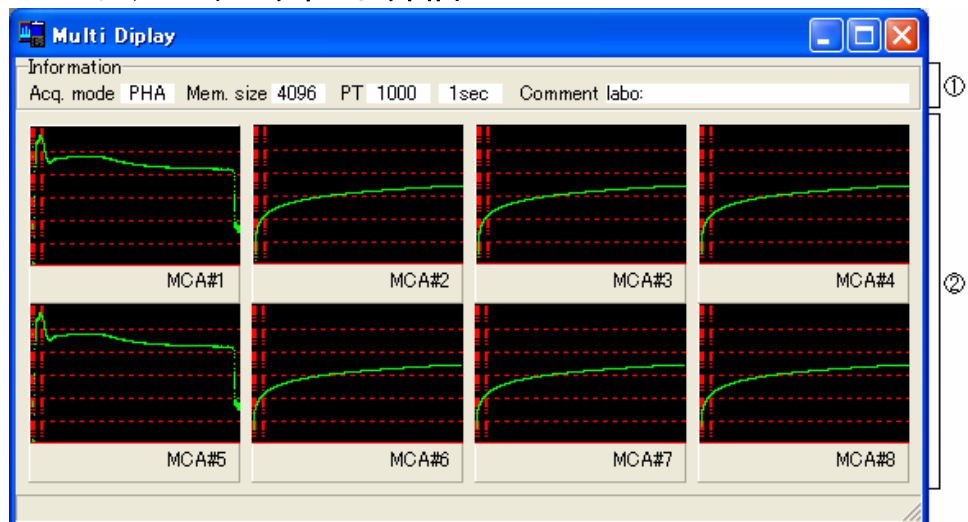 Multi Diplay
Information
Acq. mode PHA Mem. size 4096 PT 1000 1sec Comment labo:
①
MCA#1 MCA#2 MCA#3 MCA#4
②
MCA#5 MCA#6 MCA#7 MCA#8